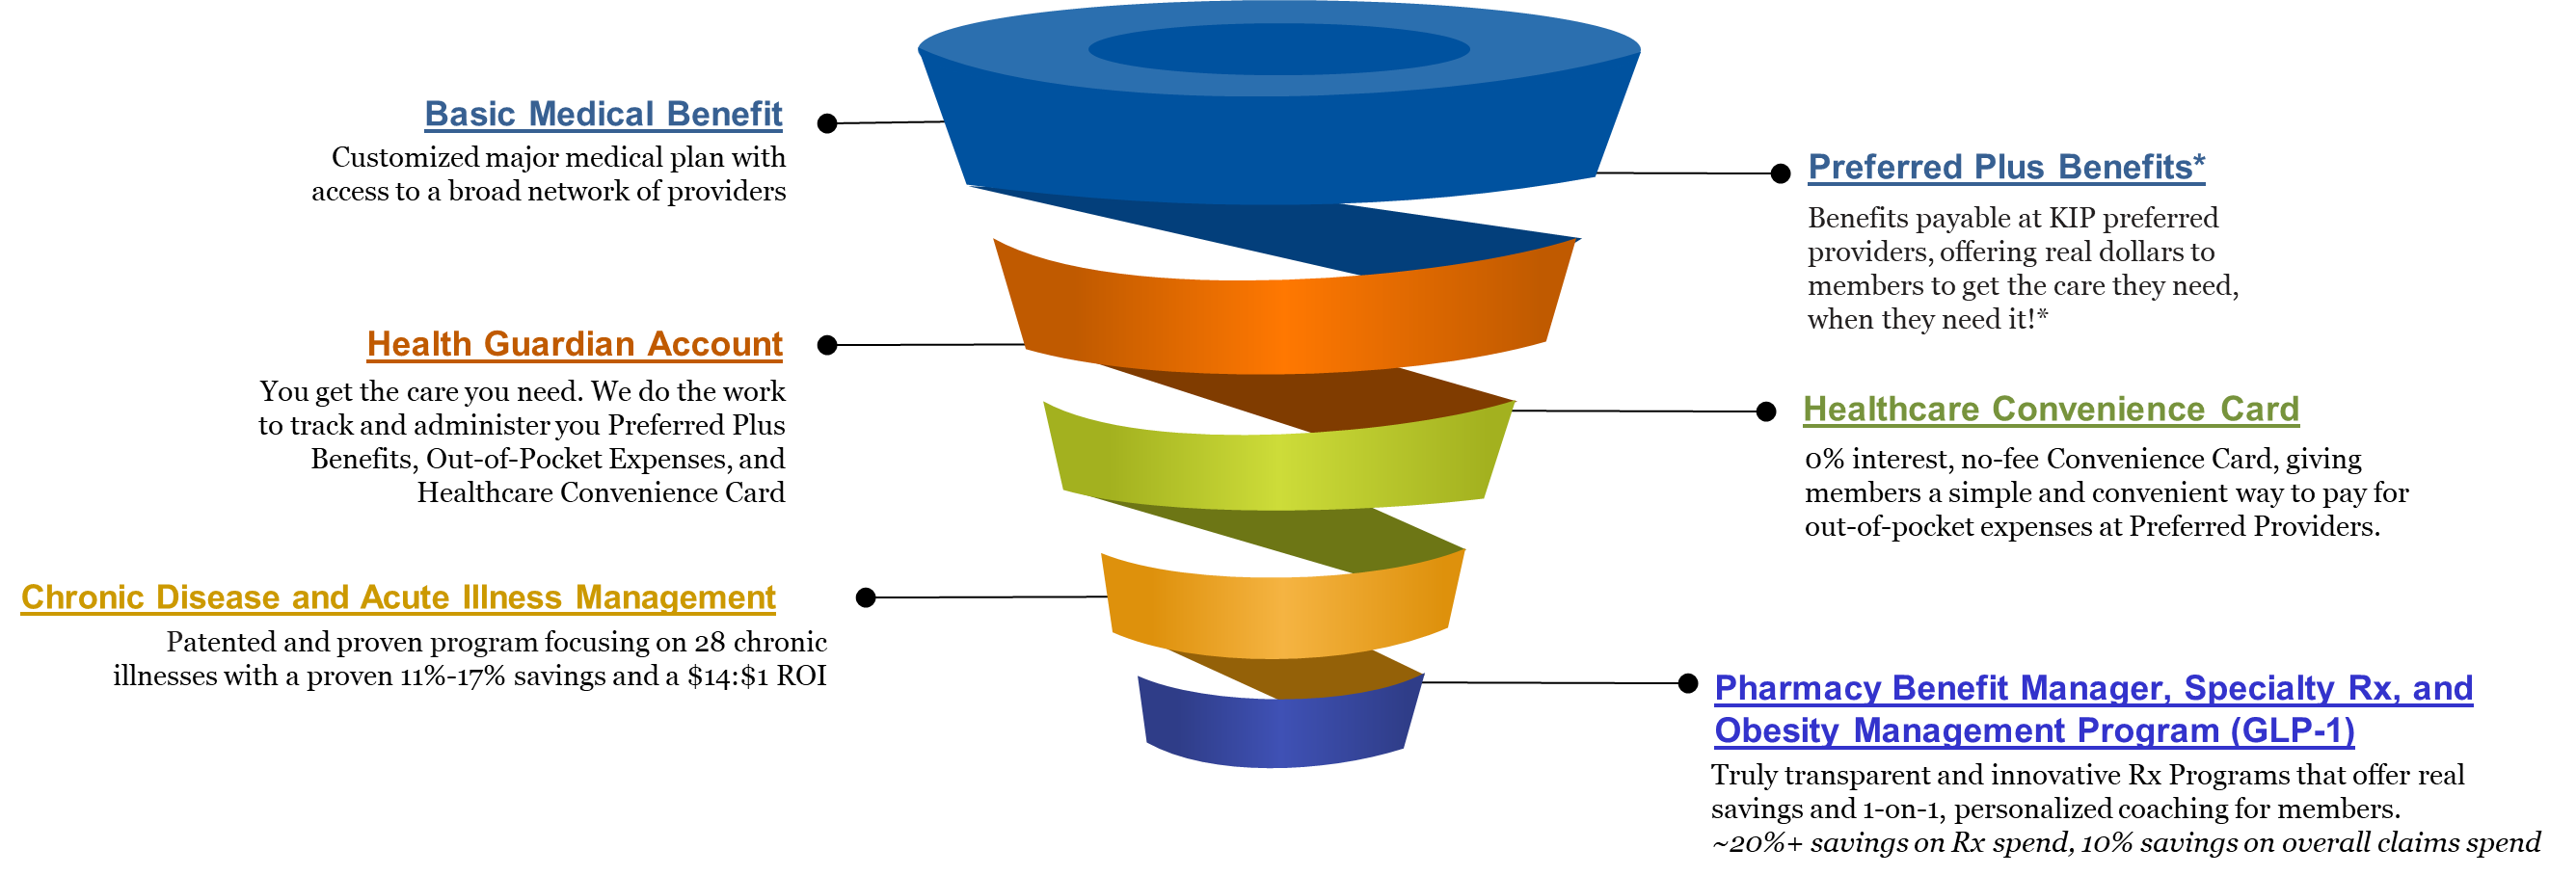 Basic Medical Benefit
Customized major medical plan with
access to a broad network of providers
Preferred Plus Benefits*
Benefits payable at KIP preferred
providers, offering real dollars to
members to get the care they need,
when they need it!*
Health Guardian Account
You get the care you need. We do the work
to track and administer you Preferred Plus
Benefits, Out-of-Pocket Expenses, and
Healthcare Convenience Card
Healthcare Convenience Card
0% interest, no-fee Convenience Card, giving
members a simple and convenient way to pay for
out-of-pocket expenses at Preferred Providers.
Chronic Disease and Acute Illness Management
Patented and proven program focusing on 28 chronic
illnesses with a proven 11%-17% savings and a $14:$1 ROI
Pharmacy Benefit Manager, Specialty Rx, and
Obesity Management Program (GLP-1)
Truly transparent and innovative Rx Programs that offer real
savings and 1-on-1, personalized coaching for members.
~20%+ savings on Rx spend, 10% savings on overall claims spend